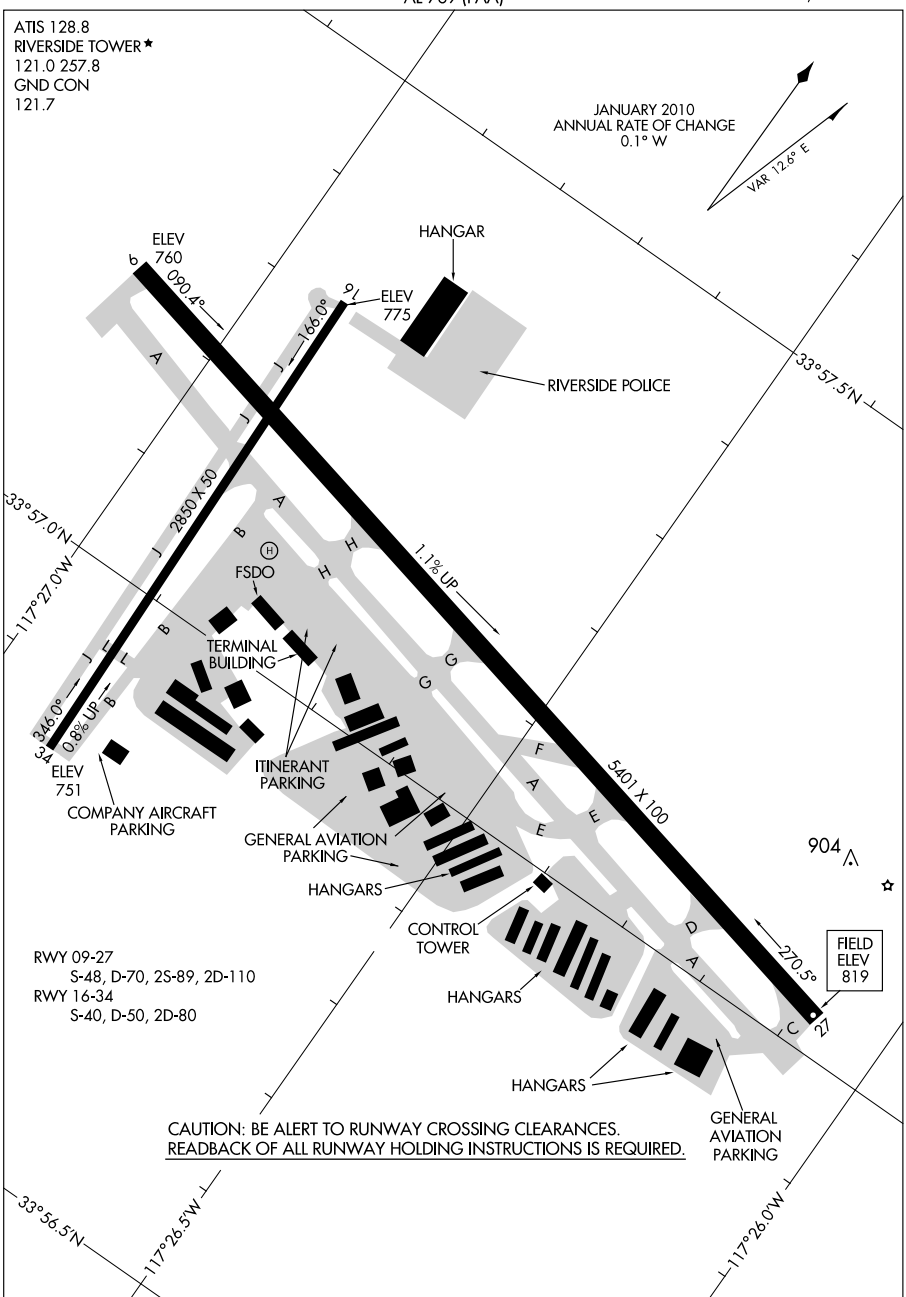 AL-789 (FAA)
ATIS 128.8
RIVERSIDE TOWER★
121.0 257.8
GND CON
121.7
JANUARY 2010
ANNUAL RATE OF CHANGE
0.1° W
VAR 12.6° E
HANGAR
9
ELEV
760
090.4°
16
ELEV
775
166.0°
J
A
RIVERSIDE POLICE
33°57.5'N
J
2850 X 50
33°57.0'N
A
B
H
H
H
FSDO
1.1% UP
J
117°27.0'W
B
TERMINAL
BUILDING
G
G
J
L
L
B
346.0°
0.8% UP
34
ELEV
751
F
A
5401 X 100
E
E
ITINERANT
PARKING
COMPANY AIRCRAFT
PARKING
GENERAL AVIATION
PARKING
904
HANGARS
CONTROL
TOWER
D
A
270.5°
FIELD
ELEV
819
RWY 09-27
S-48, D-70, 2S-89, 2D-110
RWY 16-34
S-40, D-50, 2D-80
HANGARS
C
27
HANGARS
GENERAL
AVIATION
PARKING
CAUTION: BE ALERT TO RUNWAY CROSSING CLEARANCES.
READBACK OF ALL RUNWAY HOLDING INSTRUCTIONS IS REQUIRED.
33°56.5'N
117°26.5'W
117°26.0'W